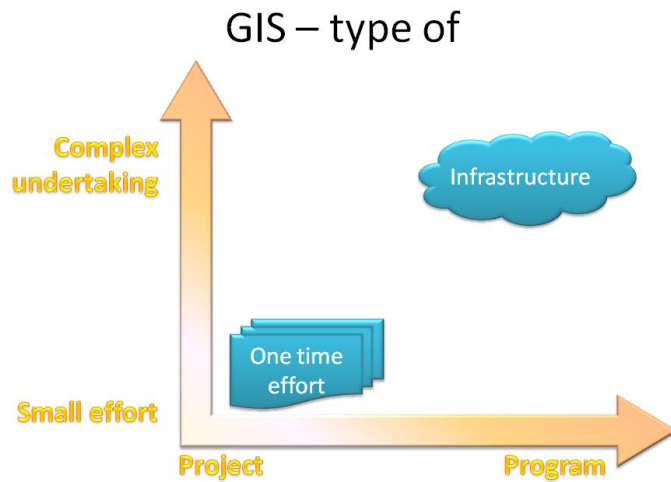 GIS – type of
Complex
undertaking
Infrastructure
One time
effort
Small effort
Project
Program